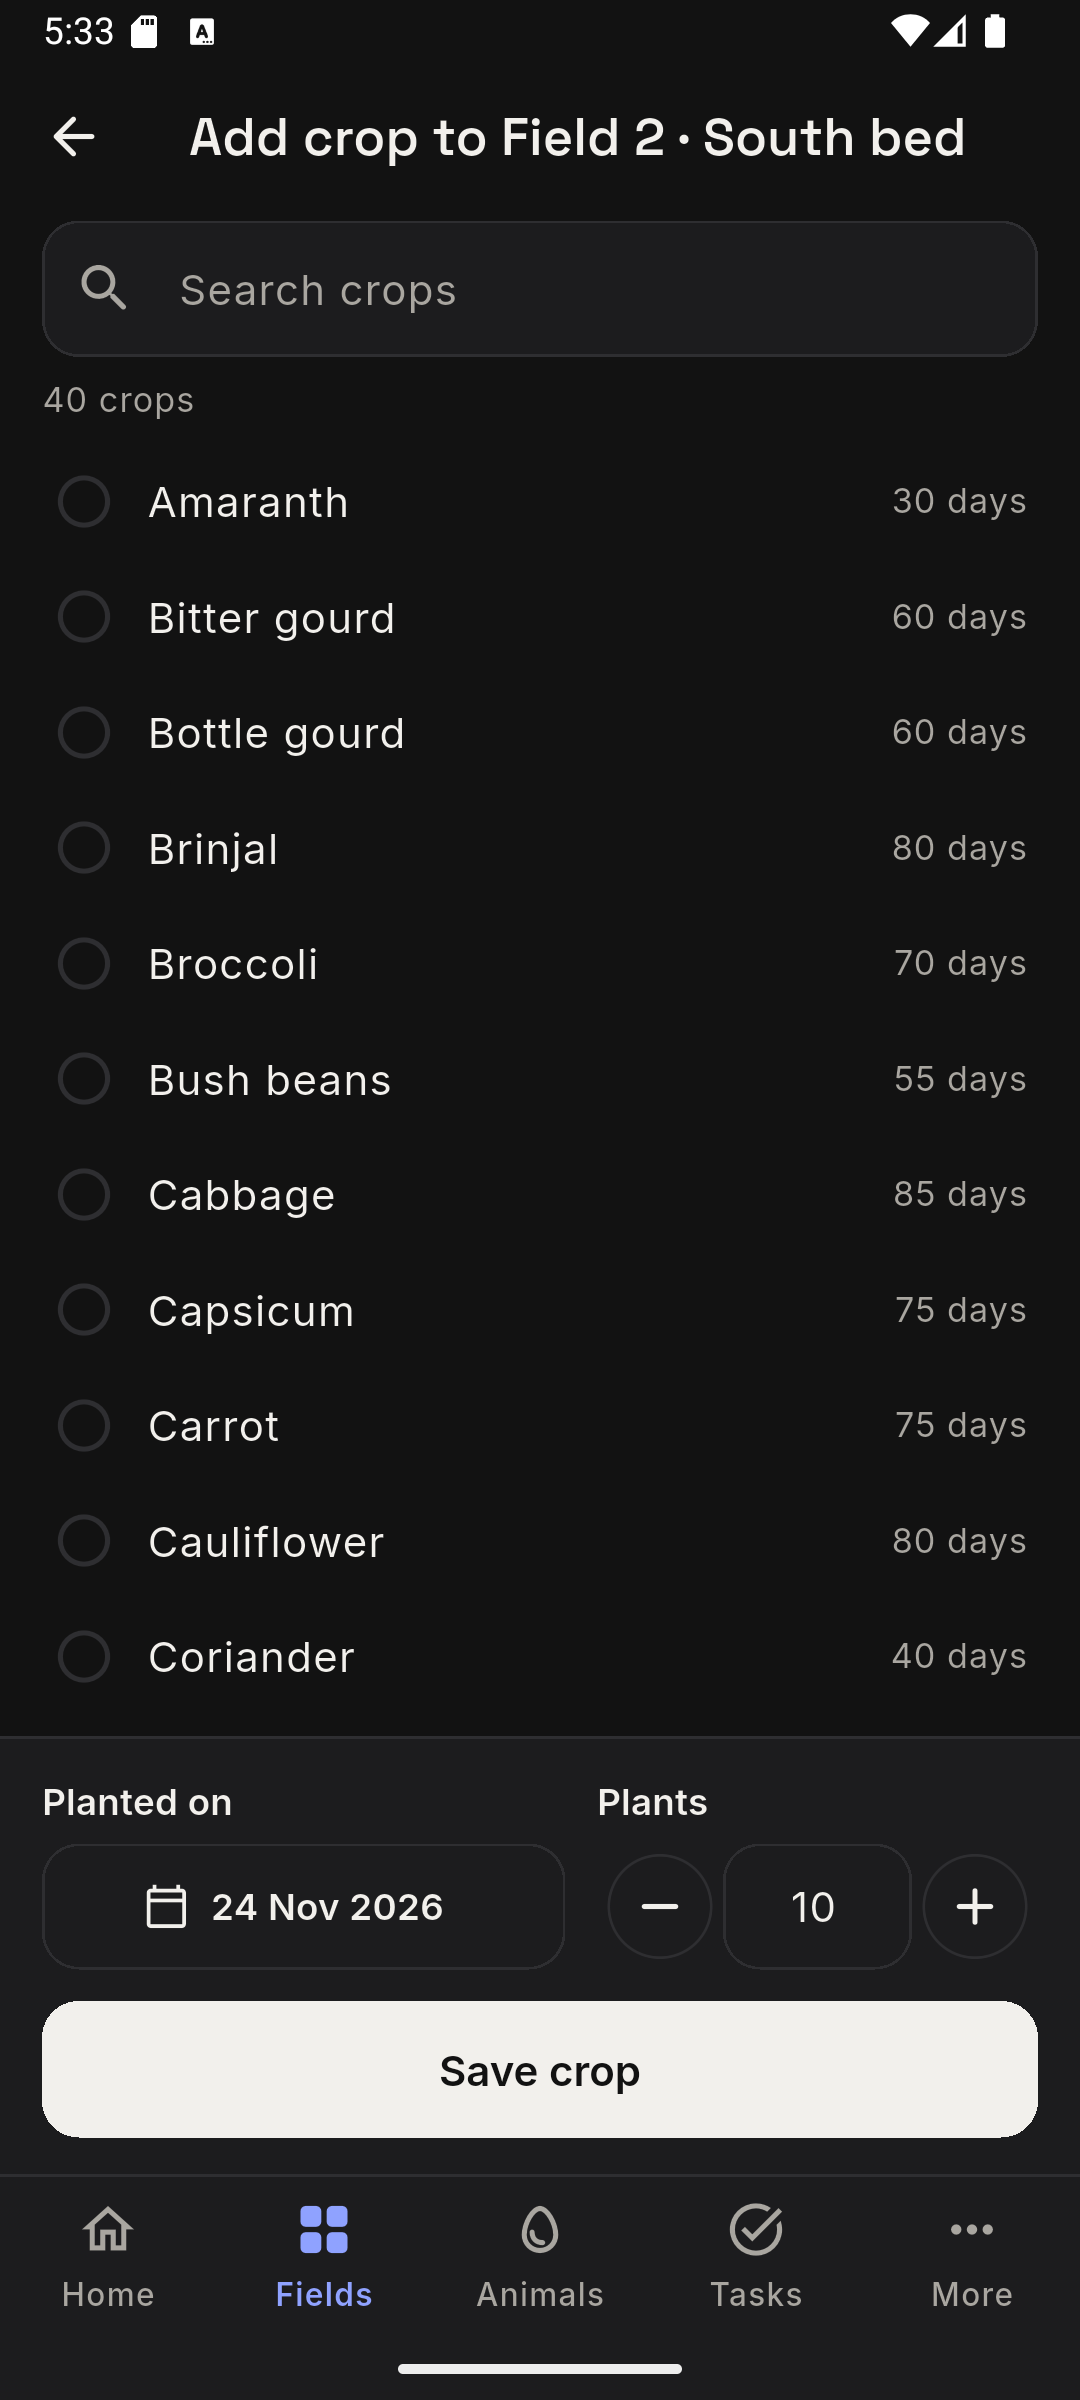 5:33
Add crop to Field 2 · South bed
Search crops
40 crops
Amaranth 30 days
Bitter gourd 60 days
Bottle gourd 60 days
Brinjal 80 days
Broccoli 70 days
Bush beans 55 days
Cabbage 85 days
Capsicum 75 days
Carrot 75 days
Cauliflower 80 days
Coriander 40 days
Planted on Plants
24 Nov 2026 10
Save crop
Home Fields Animals Tasks More